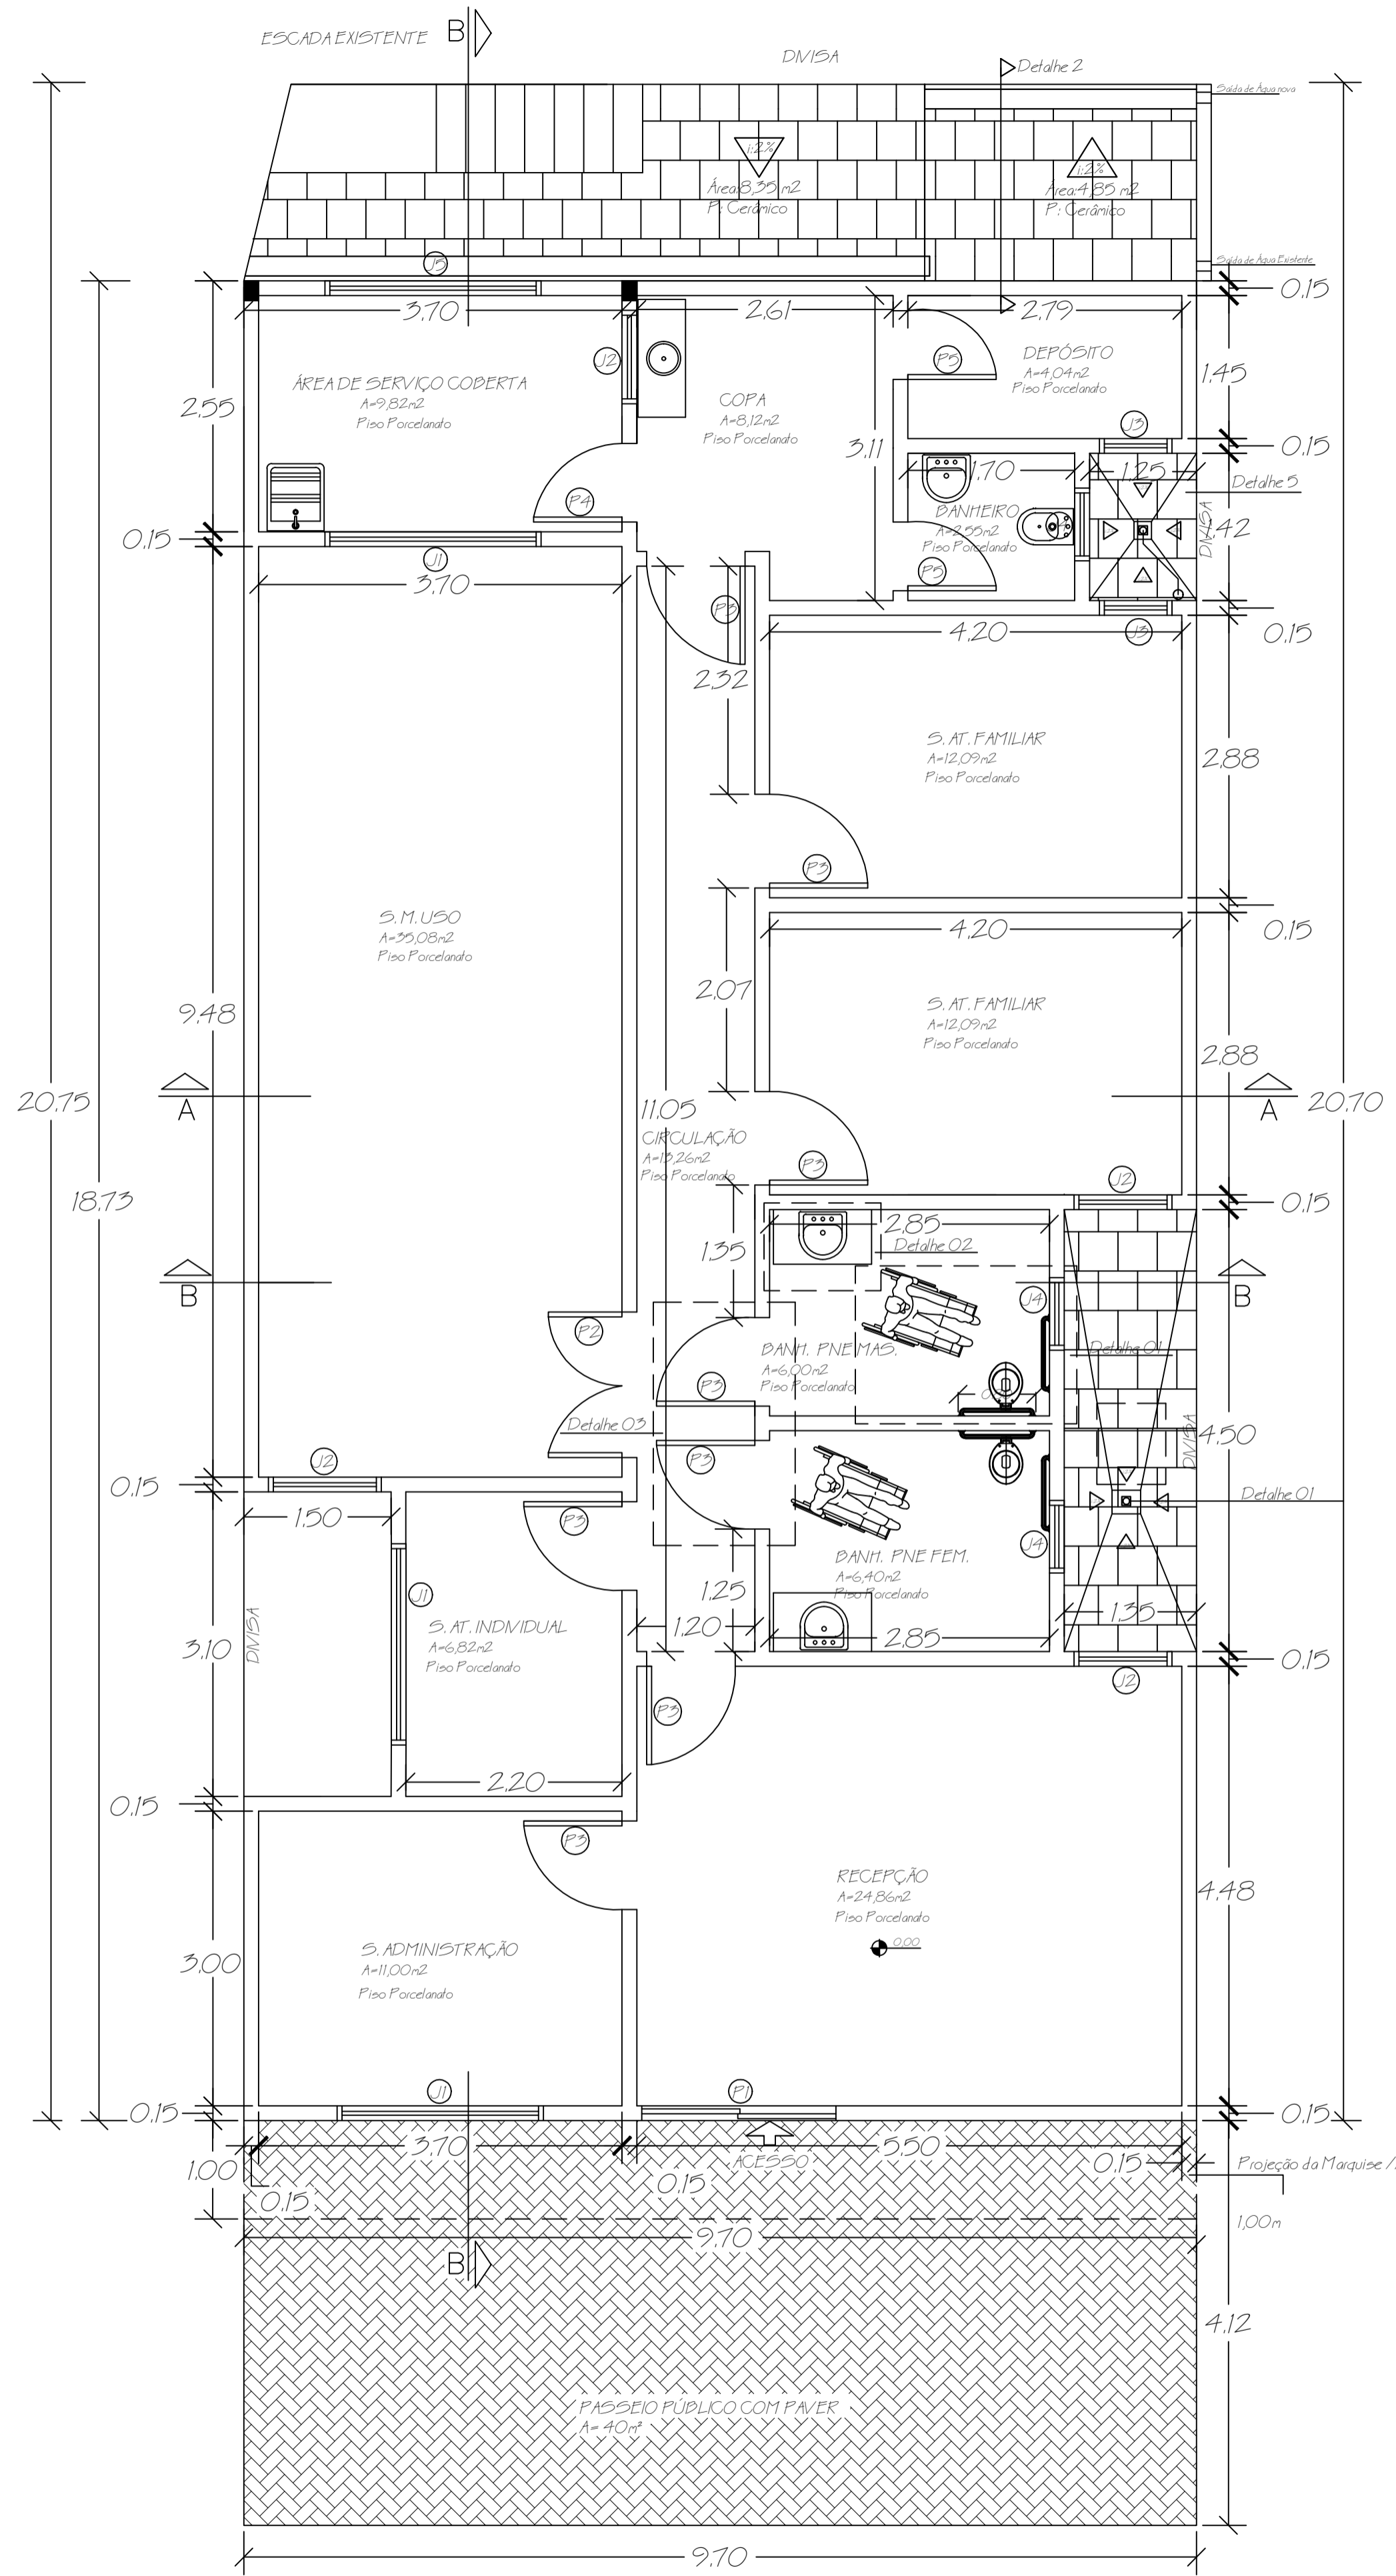 ESCADA EXISTENTE
B
DIVISA
Detalhe 2
Saída de Água nova
i:2%
Área:8,35 m2
P: Cerâmico
i:2%
Área:4,85 m2
P: Cerâmico
J5
Saída de Água Existente
0,15
3,70
2,61
2,79
J2
P5
DEPÓSITO
A=4,04m2
Piso Porcelanato
1,45
ÁREA DE SERVIÇO COBERTA
A=9,82m2
Piso Porcelanato
2,55
COPA
A=8,12m2
Piso Porcelanato
3,11
J3
0,15
1,70
1,25
Detalhe 5
P4
BANHEIRO
A=2,55m2
Piso Porcelanato
DIVISA
1,42
0,15
J1
3,70
P5
P3
4,20
J3
0,15
2,32
S. AT. FAMILIAR
A=12,09m2
Piso Porcelanato
2,88
P3
S. M. USO
A=35,08m2
Piso Porcelanato
4,20
0,15
2,07
9,48
S. AT. FAMILIAR
A=12,09m2
Piso Porcelanato
2,88
20,75
A
11,05
A
20,70
CIRCULAÇÃO
A=13,26m2
Piso Porcelanato
P3
J2
18,73
0,15
2,85
1,35
Detalhe 02
B
J4
B
P2
BANH. PNE MAS.
A=6,00m2
Piso Porcelanato
Detalhe 01
P3
Detalhe 03
DIVISA
4,50
J2
P3
0,15
1,50
P3
Detalhe 01
J4
BANH. PNE FEM.
A=6,40m2
Piso Porcelanato
J1
1,25
DIVISA
3,10
S. AT. INDIVIDUAL
A=6,82m2
Piso Porcelanato
1,20
2,85
1,35
0,15
J2
P3
2,20
0,15
P3
RECEPÇÃO
A=24,86m2
Piso Porcelanato
4,48
0,00
S. ADMINISTRAÇÃO
A=11,00m2
Piso Porcelanato
3,00
J1
P1
0,15
0,15
3,70
5,50
ACESSO
1,00
0,15
0,15
0,15
Projeção da Marquise /
1,00m
9,70
B
4,12
PASSEIO PÚBLICO COM PAVER
A= 40m²
9,70